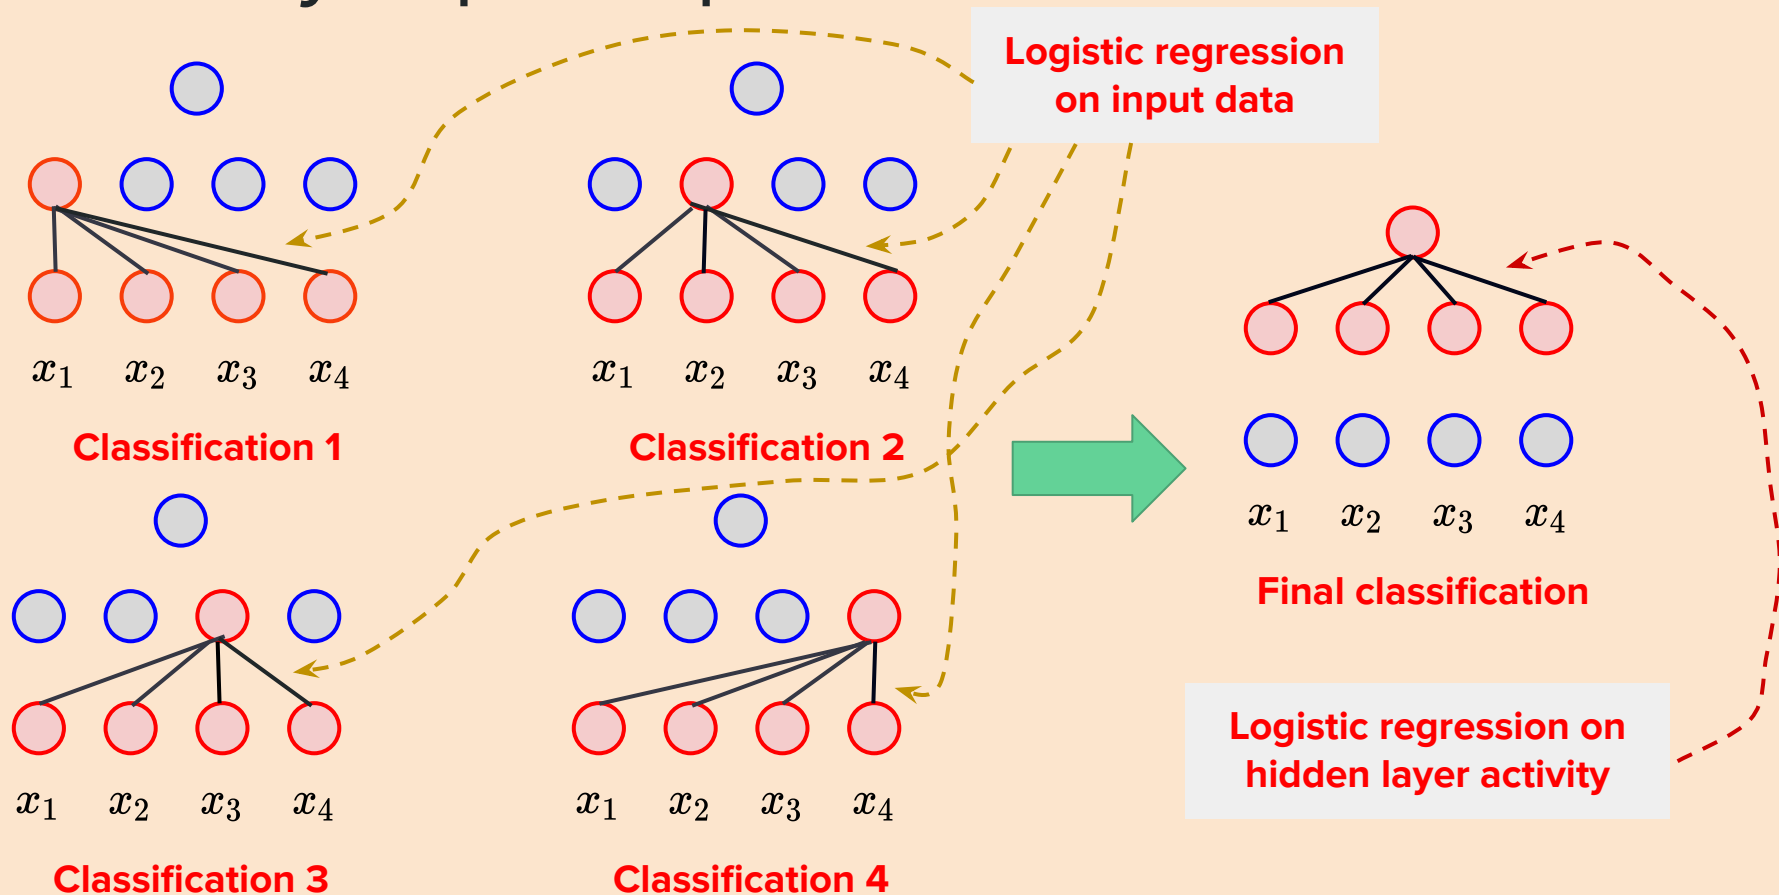 Logistic regression
on input data
x₁ x₂ x₃ x₄
x₁ x₂ x₃ x₄
Classification 1
Classification 2
x₁ x₂ x₃ x₄
Final classification
Logistic regression on
hidden layer activity
x₁ x₂ x₃ x₄
x₁ x₂ x₃ x₄
Classification 3
Classification 4